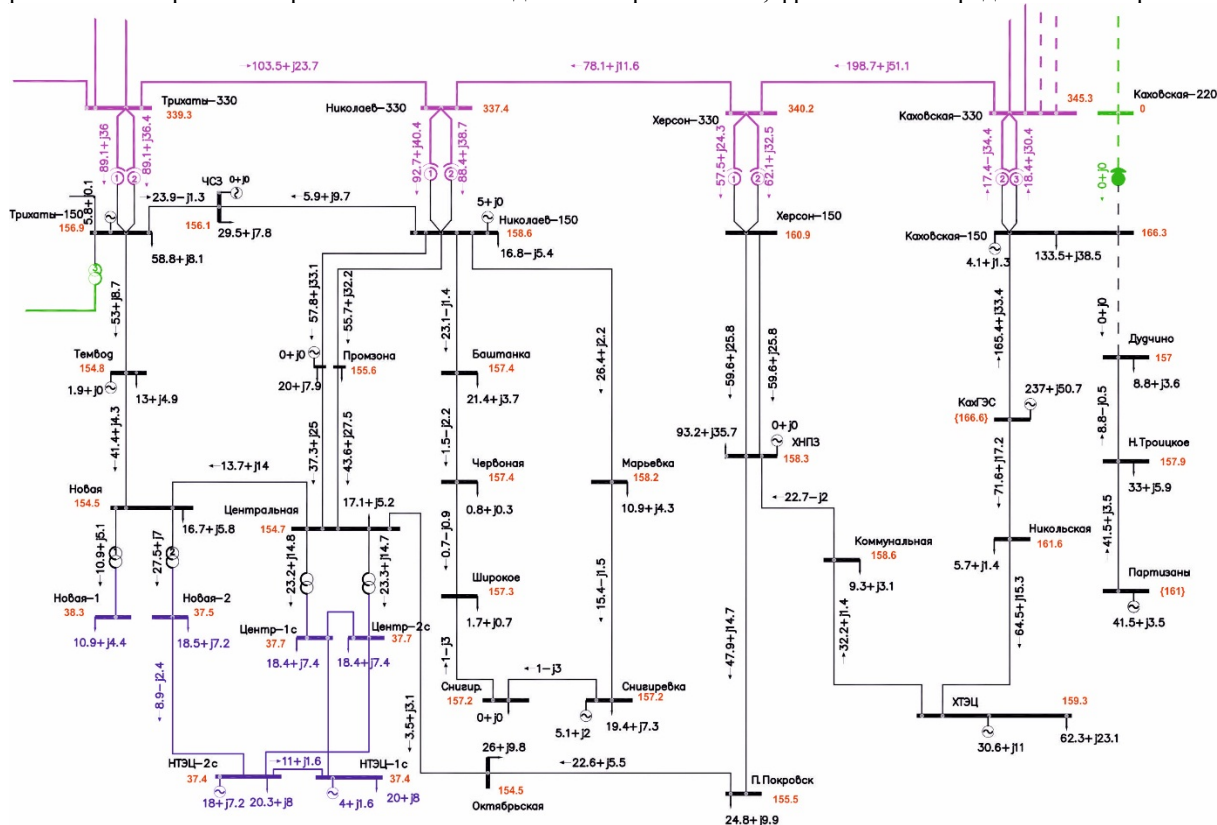 103.5+j23.7
78.1+j11.6
198.7+j51.1
Трихаты-330
339.3
Николаев-330
337.4
Херсон-330
340.2
Каховская-330
345.3
Каховская-220
0
89.1+j36
89.1+j36.4
92.7+j40.4
88.4+j38.7
57.5+j24.3
62.1+j32.5
17.4-j34.4
18.4+j30.4
0+j0
1
2
1
2
1
2
2
3
ЧСЗ
0+j0
5.8+j0.1
23.9-j1.3
5.9+j9.7
5+j0
Трихаты-150
156.9
156.1
29.5+j7.8
Николаев-150
158.6
16.8-j5.4
Херсон-150
160.9
Каховская-150
166.3
4.1+j1.3
133.5+j38.5
58.8+j8.1
53+j8.7
57.8+j33.1
55.7+j32.2
23.1-j1.4
26.4+j2.2
59.6+j25.8
59.6+j25.8
165.4+j33.4
0+j0
Темвод
154.8
1.9+j0
13+j4.9
0+j0
Промзона
155.6
20+j7.9
Баштанка
157.4
21.4+j3.7
Дудчино
157
8.8+j3.6
41.4+j4.3
37.3+j25
43.6+j27.5
1.5-j2.2
КахГЭС
{166.6}
237+j50.7
8.8-j0.5
93.2+j35.7
0+j0
ХНПЗ
158.3
13.7+j14
Червоная
157.4
0.8+j0.3
Марьевка
158.2
10.9+j4.3
Н.Троицкое
157.9
33+j5.9
71.6+j17.2
22.7-j2
Новая
154.5
16.7+j5.8
Центральная
154.7
17.1+j5.2
0.7-j0.9
41.5+j3.5
Коммунальная
158.6
9.3+j3.1
Никольская
161.6
5.7+j1.4
10.9+j5.1
27.5+j7
2
23.2+j14.8
23.3+j14.7
Широкое
157.3
1.7+j0.7
15.4-j1.5
Партизаны
{161}
41.5+j3.5
Новая-1
38.3
10.9+j4.4
Новая-2
37.5
18.5+j7.2
Центр-1с
37.7
18.4+j7.4
Центр-2с
37.7
18.4+j7.4
47.9+j14.7
32.2+j1.4
64.5+j15.3
1-j3
1-j3
Снигир.
157.2
0+j0
Снигиревка
157.2
5.1+j2
19.4+j7.3
8.9-j2.4
3.5+j3.1
ХТЭЦ
159.3
30.6+j11
62.3+j23.1
НТЭЦ-2с
37.4
11+j1.6
НТЭЦ-1с
37.4
18+j7.2
20.3+j8
4+j1.6
20+j8
26+j9.8
22.6+j5.5
Октябрьская
154.5
П.Покровск
155.5
24.8+j9.9